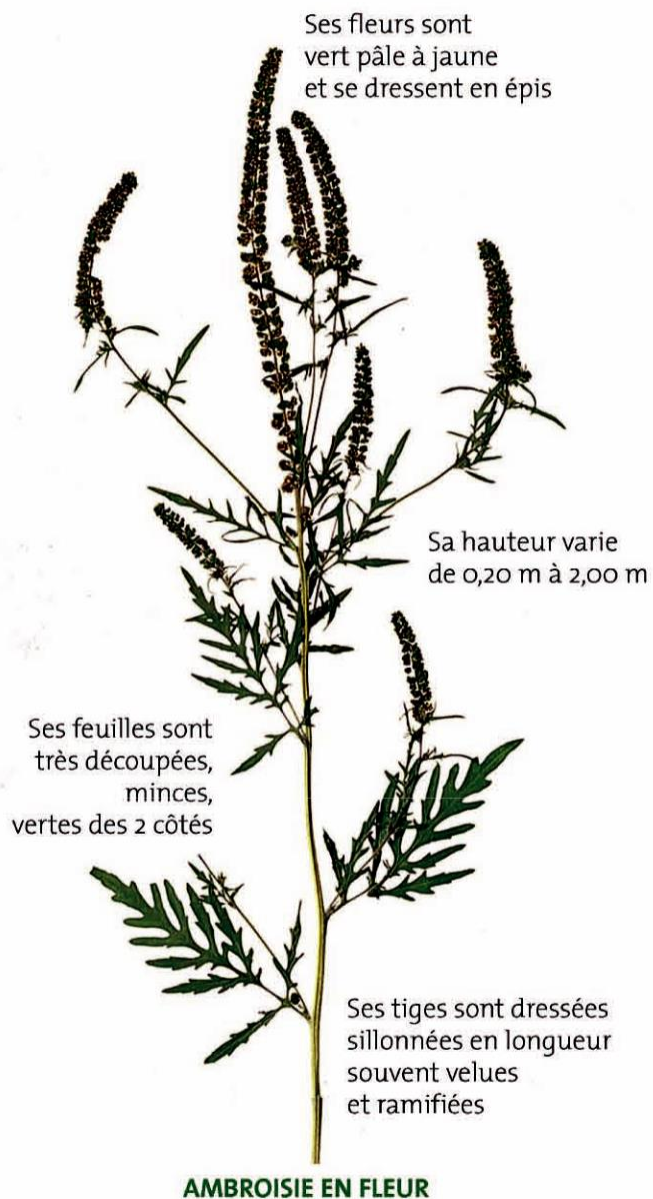 Ses fleurs sont
vert pâle à jaune
et se dressent en épis
Sa hauteur varie
de 0,20 m à 2,00 m
Ses feuilles sont
très découpées,
minces,
vertes des 2 côtés
Ses tiges sont dressées
sillonnées en longueur
souvent velues
et ramifiées
AMBROISIE EN FLEUR